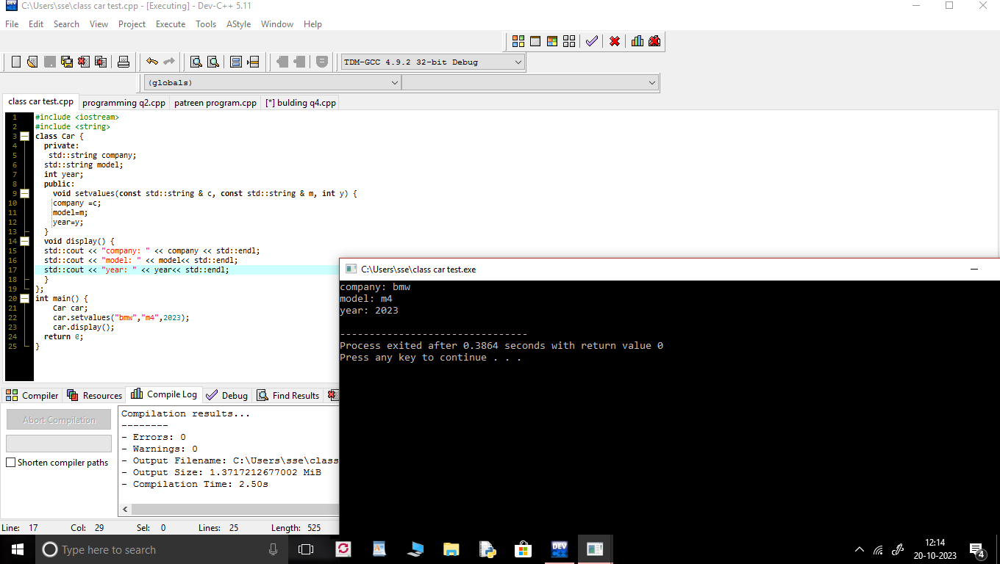 C:\Users\sse\class car test.cpp - [Executing] - Dev-C++ 5.11
File Edit Search View Project Execute Tools AStyle Window Help
TDM-GCC 4.9.2 32-bit Debug
(globals)
class car test.cpp programming q2.cpp patreen program.cpp [*] bulding q4.cpp
1 #include <iostream>
2 #include <string>
3 class Car {
4 private:
5 std::string company;
6 std::string model;
7 int year;
8 public:
9 void setvalues(const std::string & c, const std::string & m, int y) {
10 company =c;
11 model=m;
12 year=y;
13 }
14 void display() {
15 std::cout << "company: " << company << std::endl;
16 std::cout << "model: " << model<< std::endl;
17 std::cout << "year: " << year<< std::endl;
18 }
19 };
20 int main() {
21 Car car;
22 car.setvalues("bmw","m4",2023);
23 car.display();
24 return 0;
25 }
C:\Users\sse\class car test.exe
company: bmw
model: m4
year: 2023
--------------------------------
Process exited after 0.3864 seconds with return value 0
Press any key to continue . . .
Compiler Resources Compile Log Debug Find Results
Abort Compilation
Shorten compiler paths
Compilation results...
--------
- Errors: 0
- Warnings: 0
- Output Filename: C:\Users\sse\class
- Output Size: 1.3717212677002 MiB
- Compilation Time: 2.50s
Line: 17 Col: 29 Sel: 0 Lines: 25 Length: 525
Type here to search
DEV
12:14
20-10-2023
4